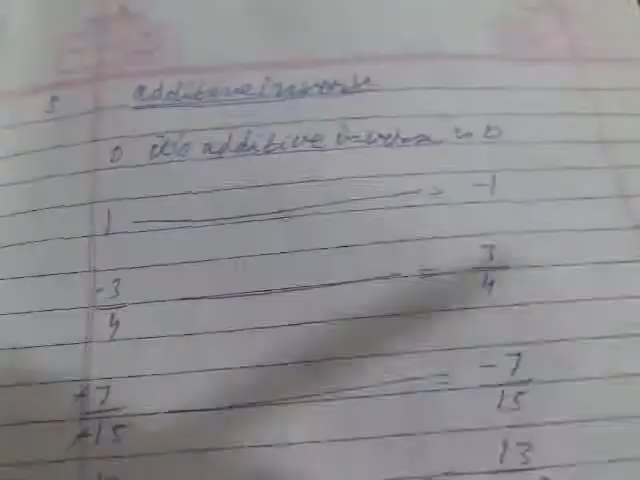 5 additive inverse
0 its additive inverse = 0
1 = -1
-3/4 = 3/4
-7/-15 = -7/15
13